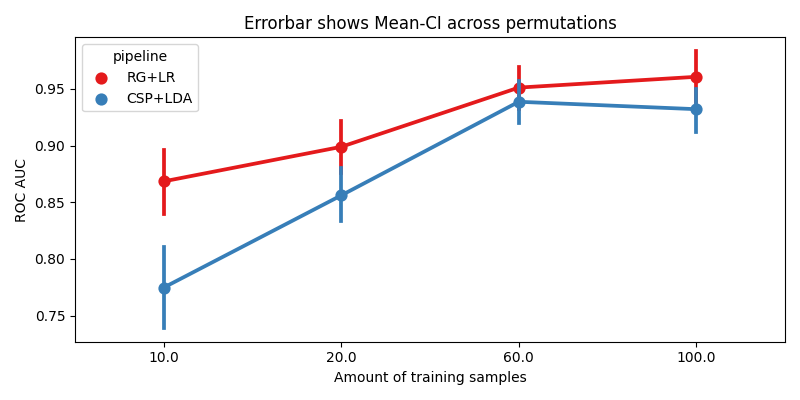 Errorbar shows Mean-CI across permutations
pipeline
RG+LR
CSP+LDA
ROC AUC
0.95
0.90
0.85
0.80
0.75
10.0 20.0 60.0 100.0
Amount of training samples